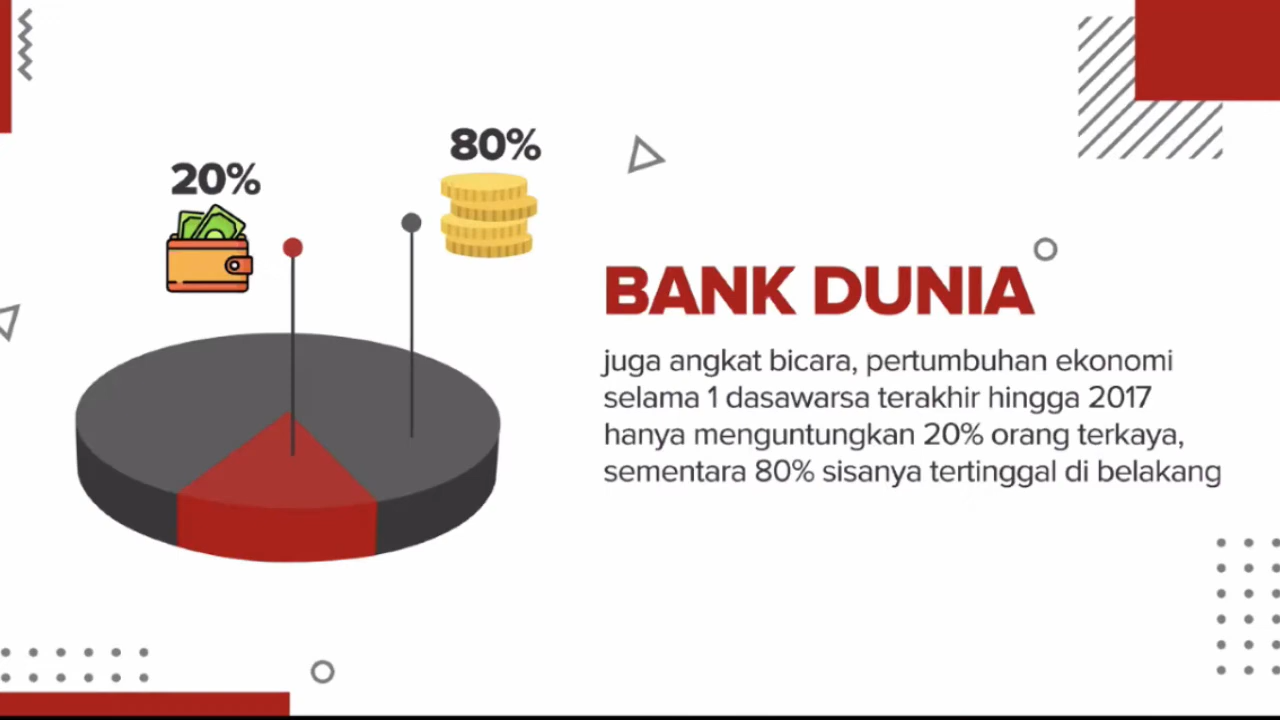 20%
80%
BANK DUNIA
juga angkat bicara, pertumbuhan ekonomi
selama 1 dasawarsa terakhir hingga 2017
hanya menguntungkan 20% orang terkaya,
sementara 80% sisanya tertinggal di belakang